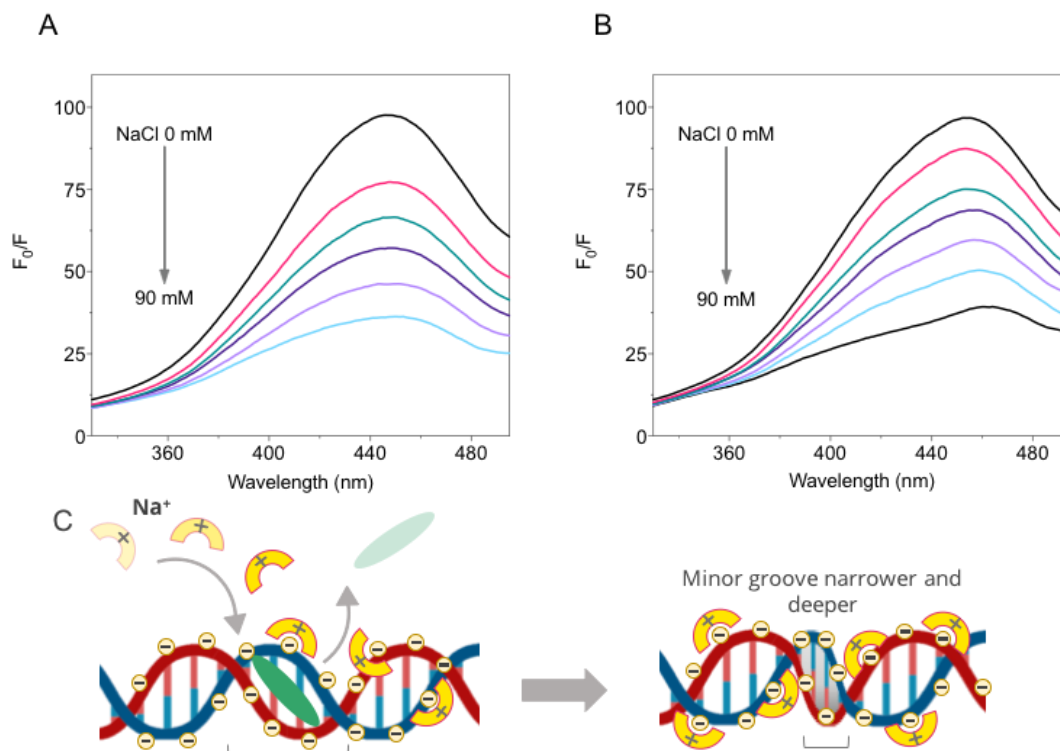 A
B
100
75
50
25
0
F₀/F
NaCl 0 mM
90 mM
360
400
440
480
Wavelength (nm)
100
75
50
25
0
F₀/F
NaCl 0 mM
90 mM
360
400
440
480
Wavelength (nm)
C
Na⁺
Minor groove narrower and
deeper